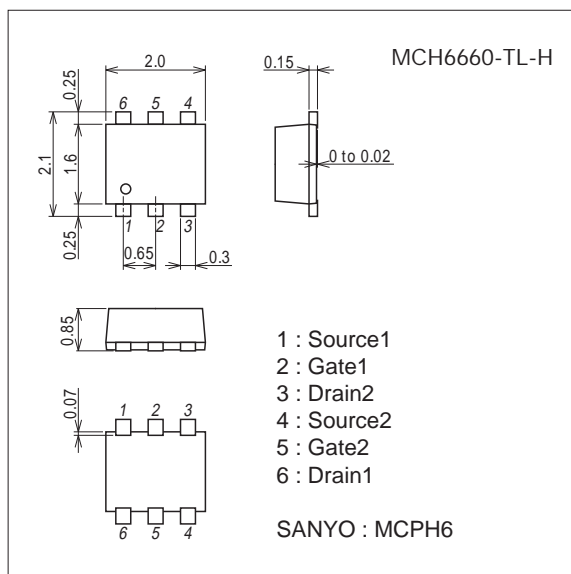 MCH6660-TL-H
2.0
0.15
0.25
6 5 4
2.1
1.6
0 to 0.02
0.25
1 2 3
0.65
0.3
0.85
1 : Source1
2 : Gate1
3 : Drain2
4 : Source2
5 : Gate2
6 : Drain1
0.07
1 2 3
6 5 4
SANYO : MCPH6